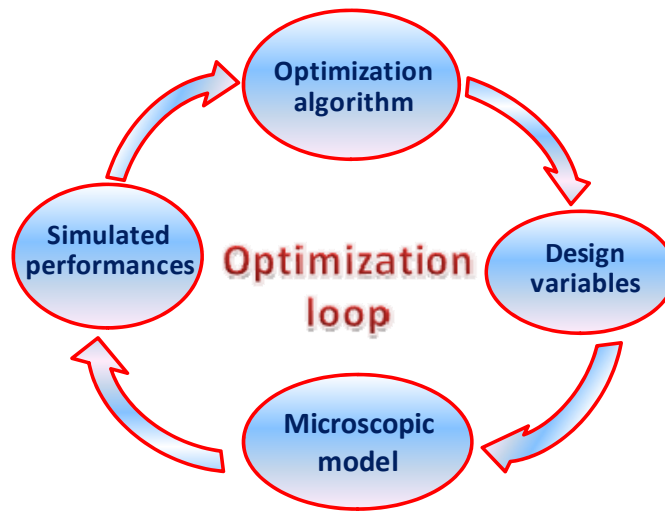 Optimization
algorithm
Simulated
performances
Optimization
loop
Design
variables
Microscopic
model